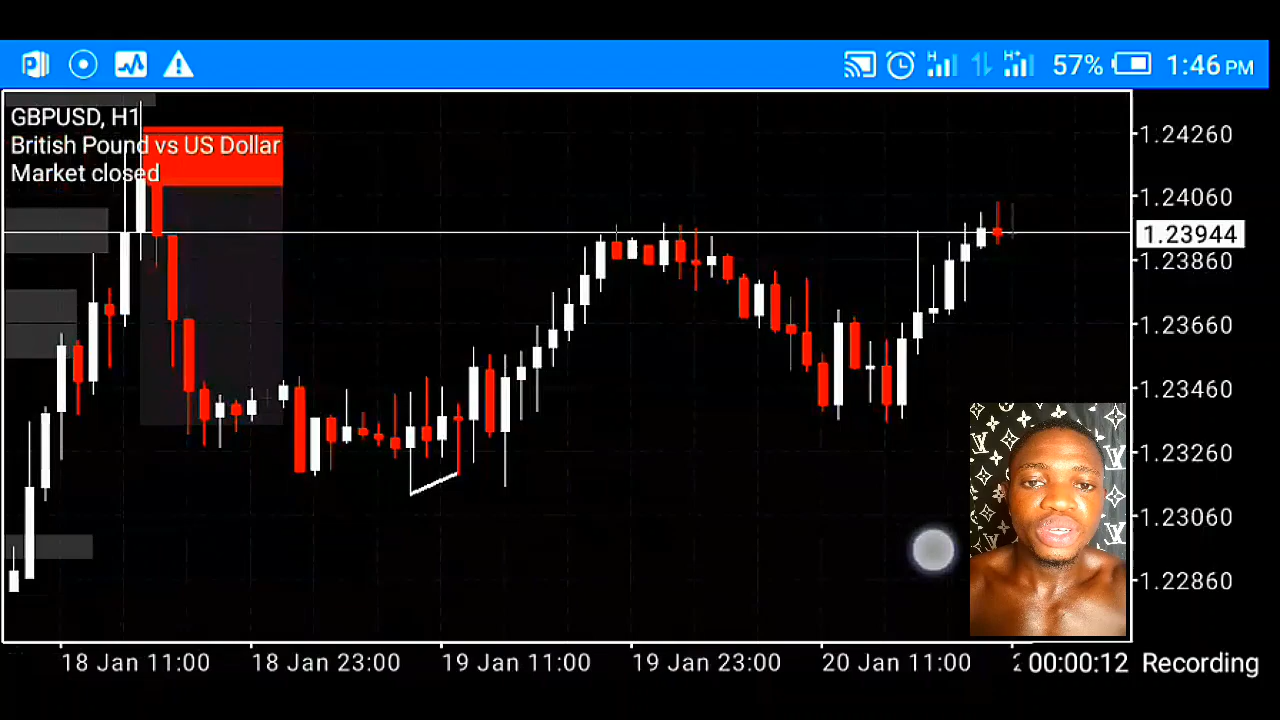 57% 1:46 PM
GBPUSD, H1
British Pound vs US Dollar
Market closed
1.24260
1.24060
1.23944
1.23860
1.23660
1.23460
1.23260
1.23060
1.22860
18 Jan 11:00 18 Jan 23:00 19 Jan 11:00 19 Jan 23:00 20 Jan 11:00 00:00:12 Recording